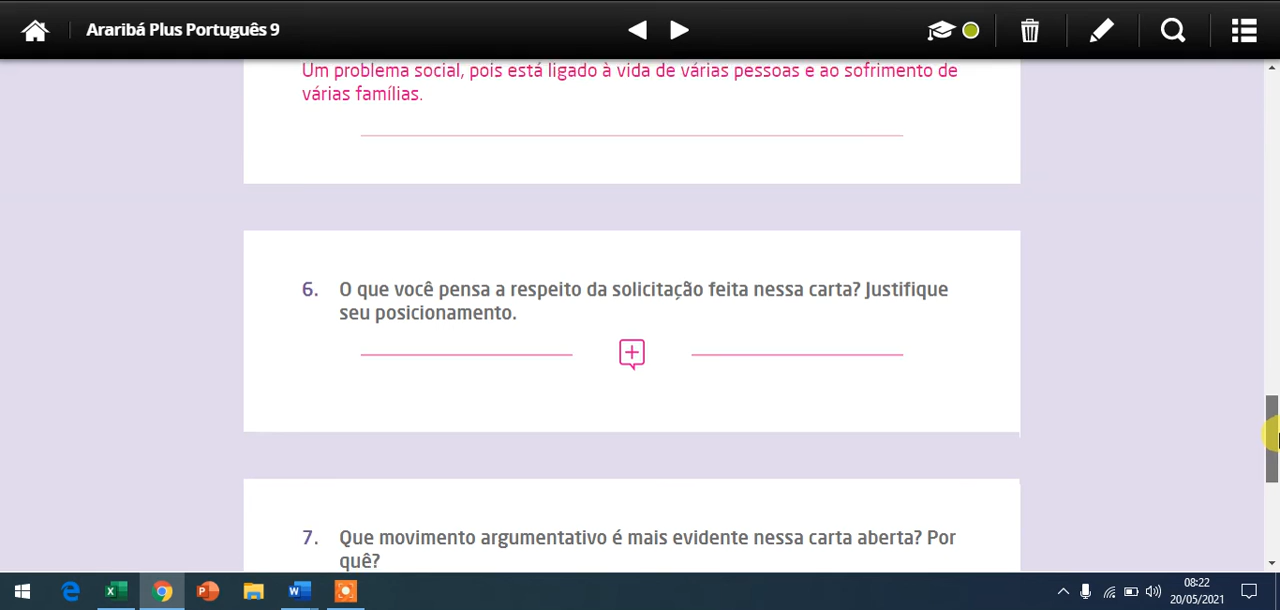 Araribá Plus Português 9
Um problema social, pois está ligado à vida de várias pessoas e ao sofrimento de
várias famílias.
6. O que você pensa a respeito da solicitação feita nessa carta? Justifique
seu posicionamento.
7. Que movimento argumentativo é mais evidente nessa carta aberta? Por
quê?
08:22
20/05/2021